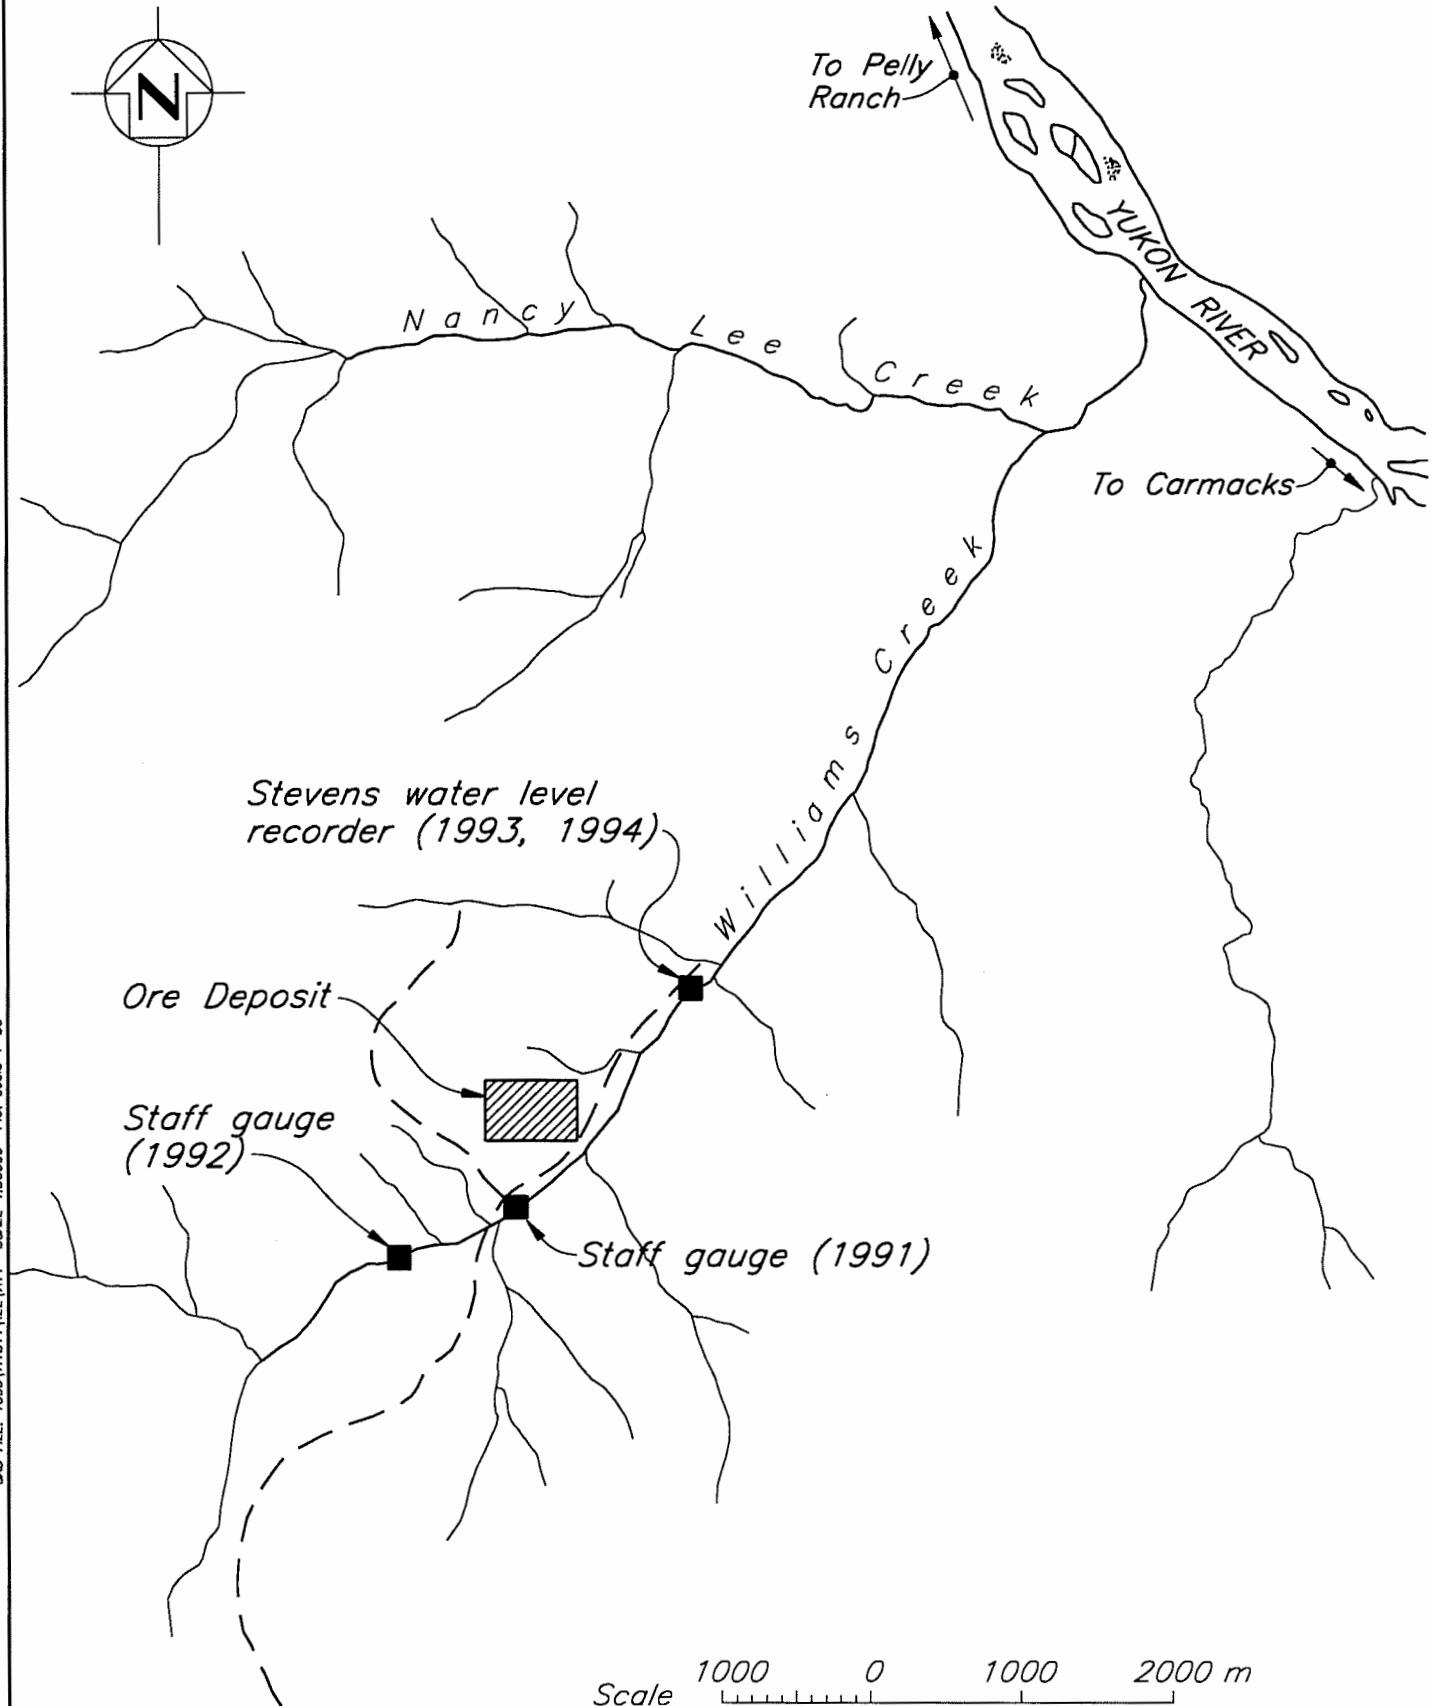 N
To Pelly
Ranch
YUKON RIVER
Nancy Lee Creek
To Carmacks
Williams Creek
Stevens water level
recorder (1993, 1994)
Ore Deposit
Staff gauge
(1992)
Staff gauge (1991)
1000 0 1000 2000 m
Scale